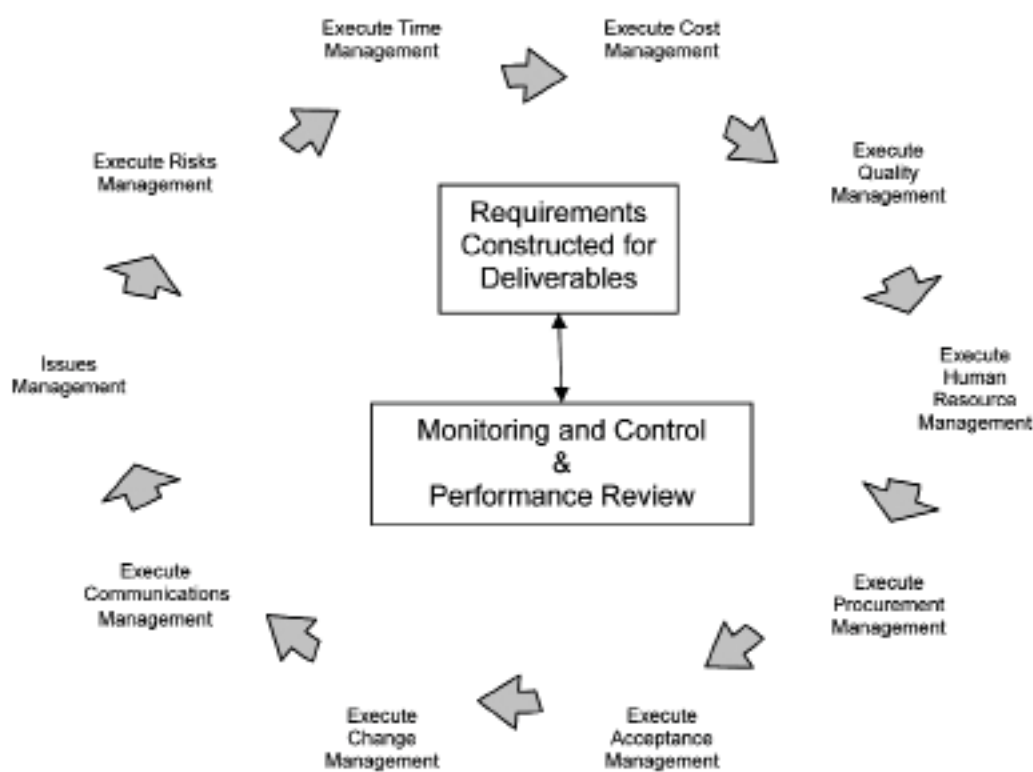 Execute Time
Management
Execute Cost
Management
Execute
Quality
Management
Execute
Human
Resource
Management
Execute
Procurement
Management
Execute
Acceptance
Management
Execute
Change
Management
Execute
Communications
Management
Issues
Management
Execute Risks
Management
Requirements
Constructed for
Deliverables
Monitoring and Control
&
Performance Review